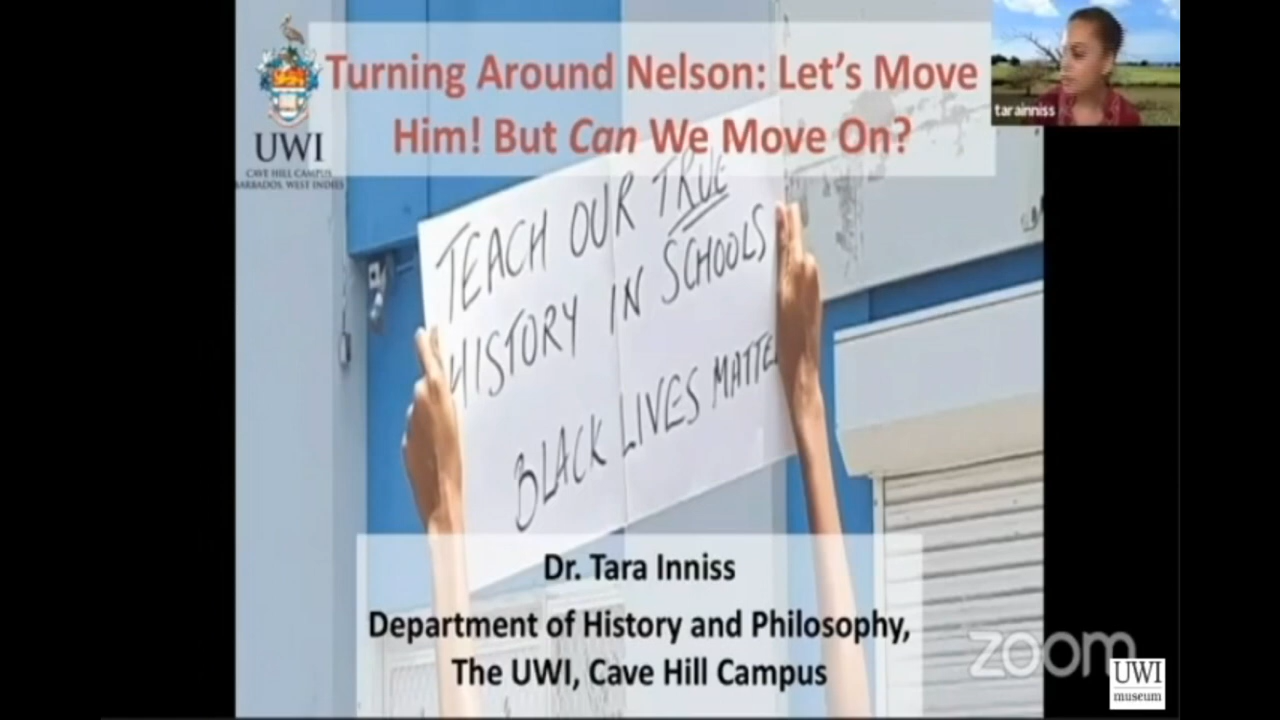 Turning Around Nelson: Let's Move
Him! But Can We Move On?
tarainniss
UWI
CAVE HILL CAMPUS
BARBADOS, WEST INDIES
TEACH OUR TRUE
HISTORY IN SCHOOLS
BLACK LIVES MATTE
Dr. Tara Inniss
Department of History and Philosophy,
The UWI, Cave Hill Campus
zoom
UWI
museum